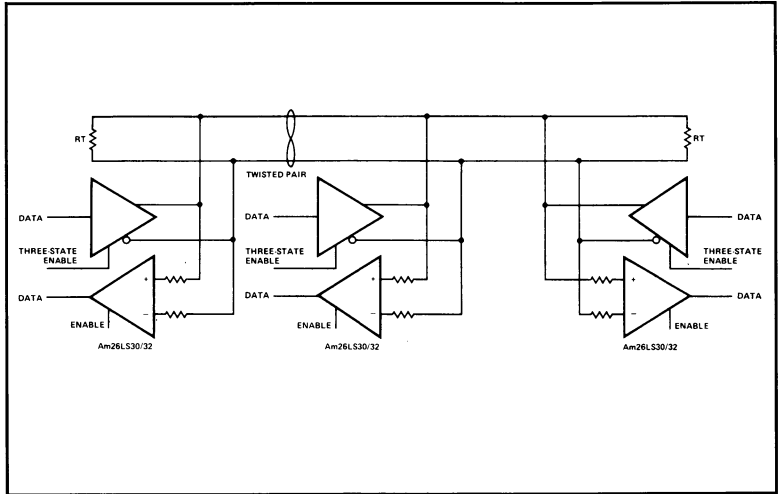 RT
RT
TWISTED PAIR
DATA
DATA
DATA
THREE-STATE
ENABLE
THREE-STATE
ENABLE
THREE-STATE
ENABLE
+
+
+
DATA
DATA
DATA
−
−
−
ENABLE
ENABLE
ENABLE
Am26LS30/32
Am26LS30/32
Am26LS30/32